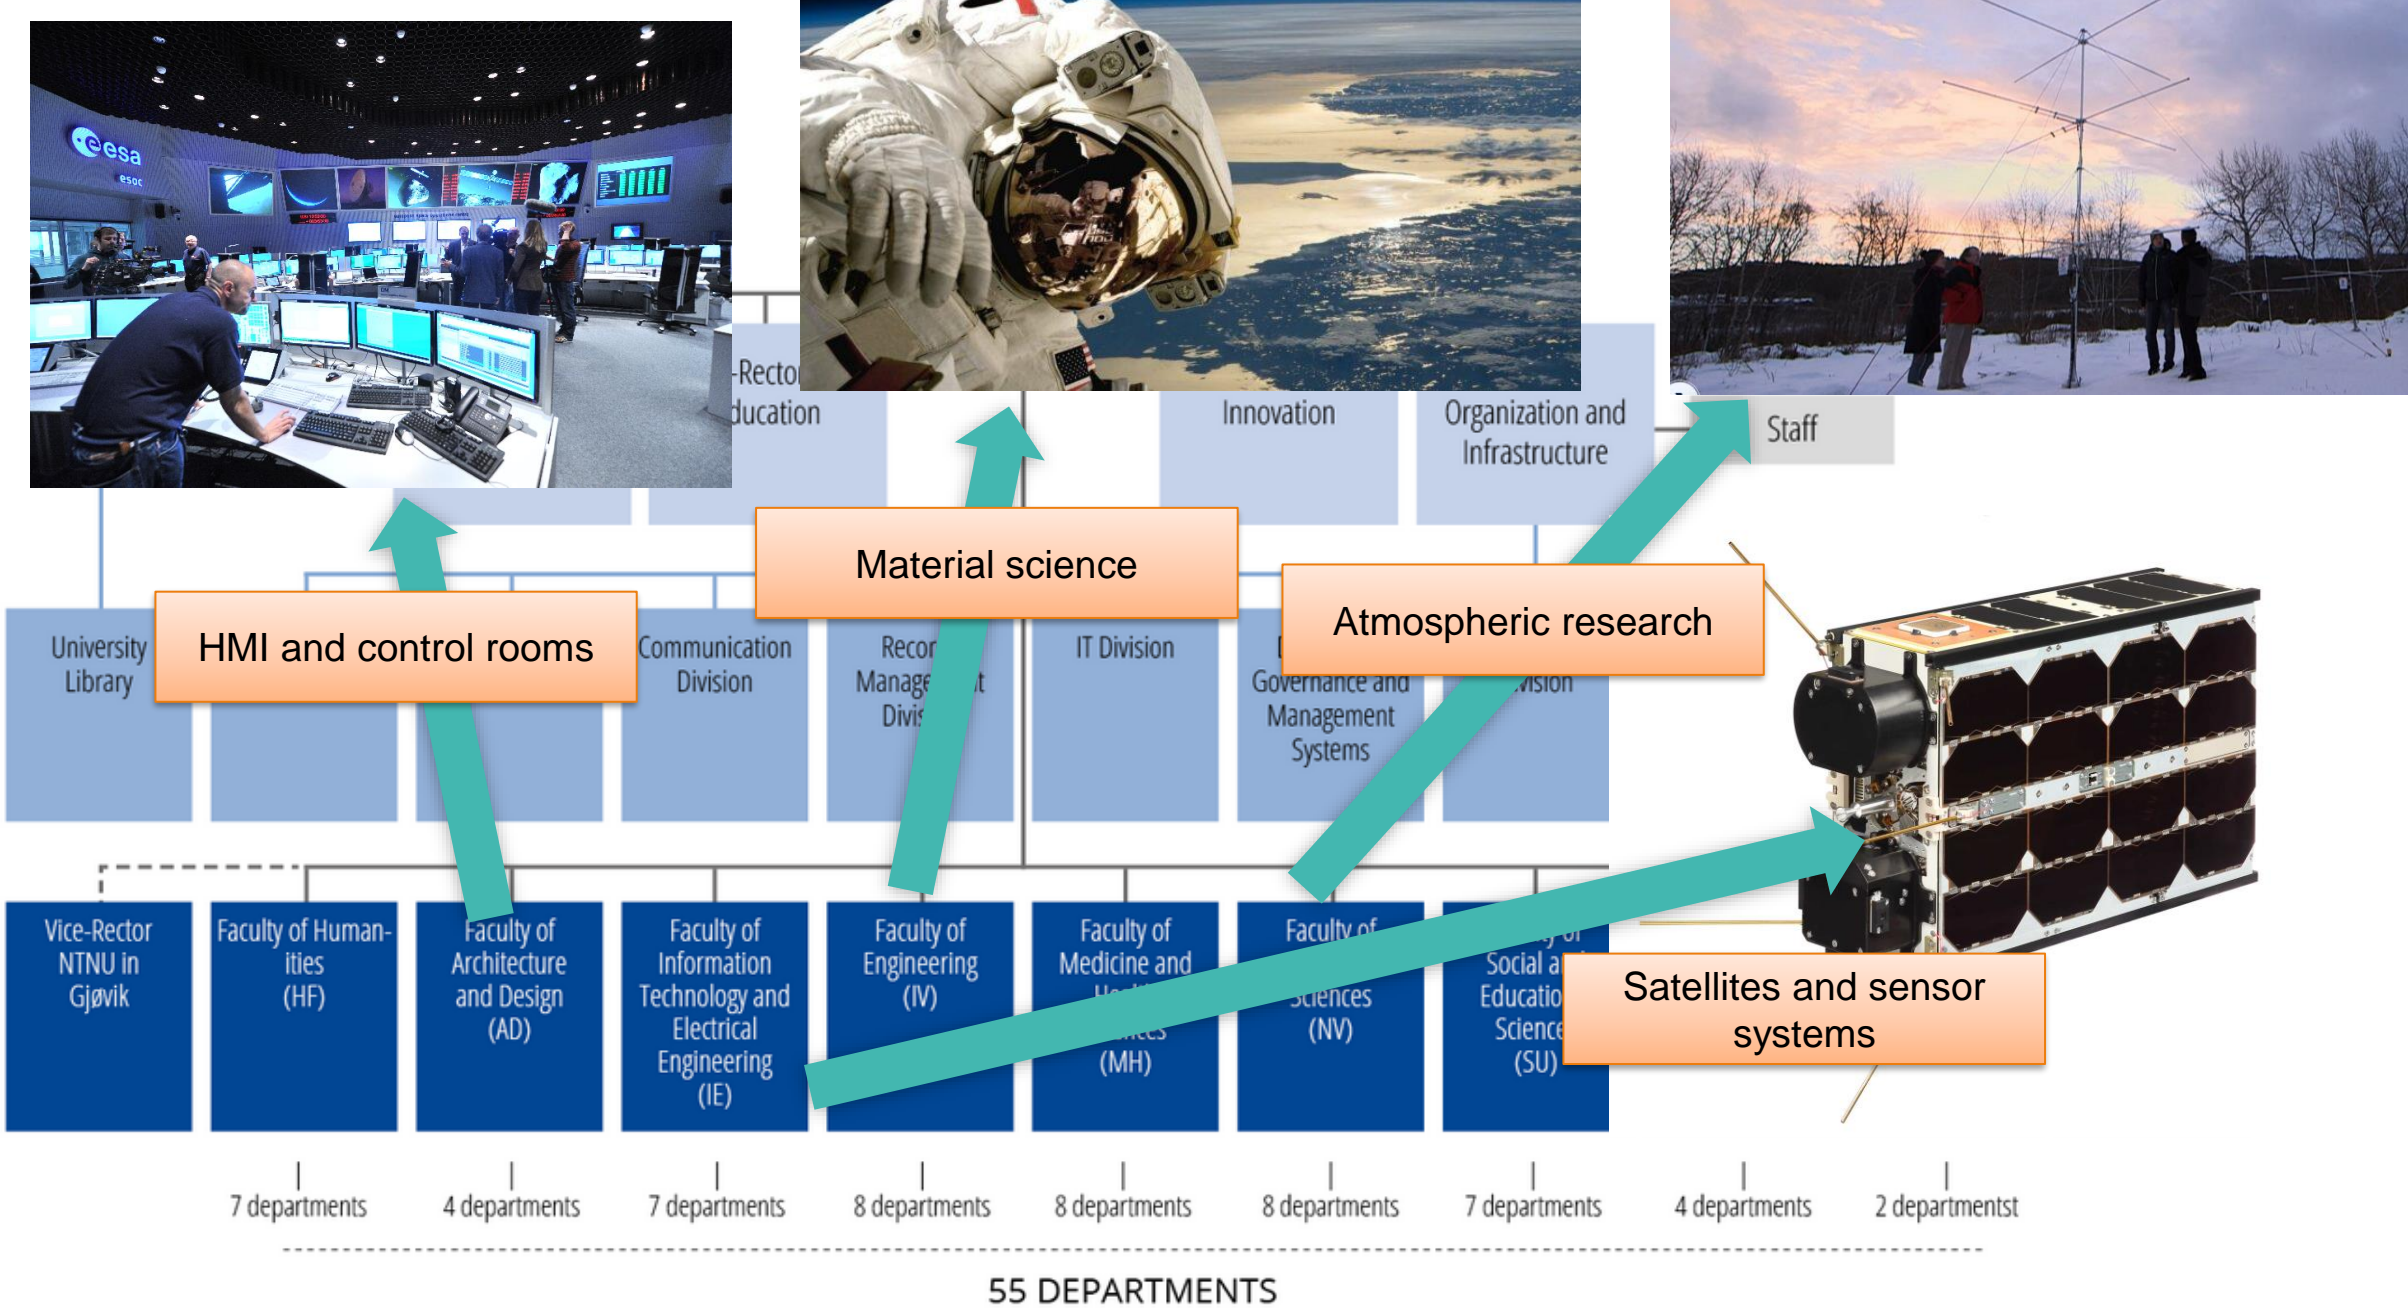 esa
esoc
-Rector
ducation
Innovation
Organization and
Infrastructure
Staff
Material science
Atmospheric research
HMI and control rooms
University
Library
Communication
Division
Manage
IT Division
Governance and
Management
Systems
Satellites and sensor
systems
Vice-Rector
NTNU in
Gjøvik
Faculty of Human-
ities
(HF)
Faculty of
Architecture
and Design
(AD)
Faculty of
Information
Technology and
Electrical
Engineering
(IE)
Faculty of
Engineering
(IV)
Faculty of
Medicine and
(MH)
Faculty of
Sciences
(NV)
Social
Science
(SU)
7 departments
4 departments
7 departments
8 departments
8 departments
8 departments
7 departments
4 departments
2 departmentst
55 DEPARTMENTS